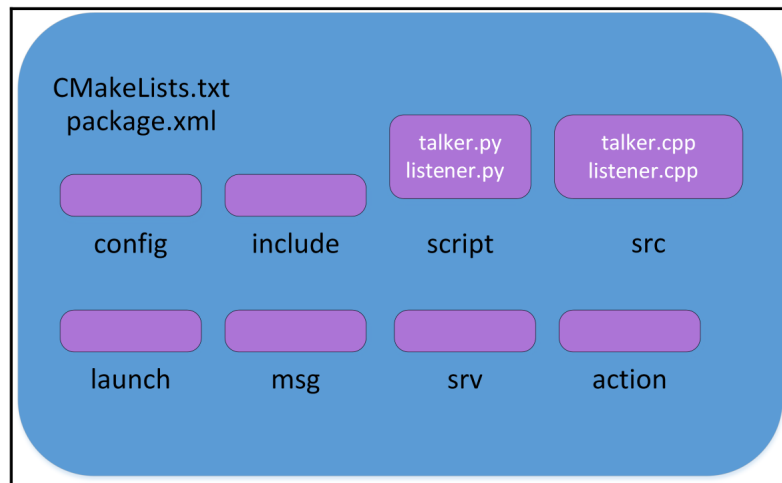 CMakeLists.txt
package.xml
talker.py
listener.py
talker.cpp
listener.cpp
config
include
script
src
launch
msg
srv
action